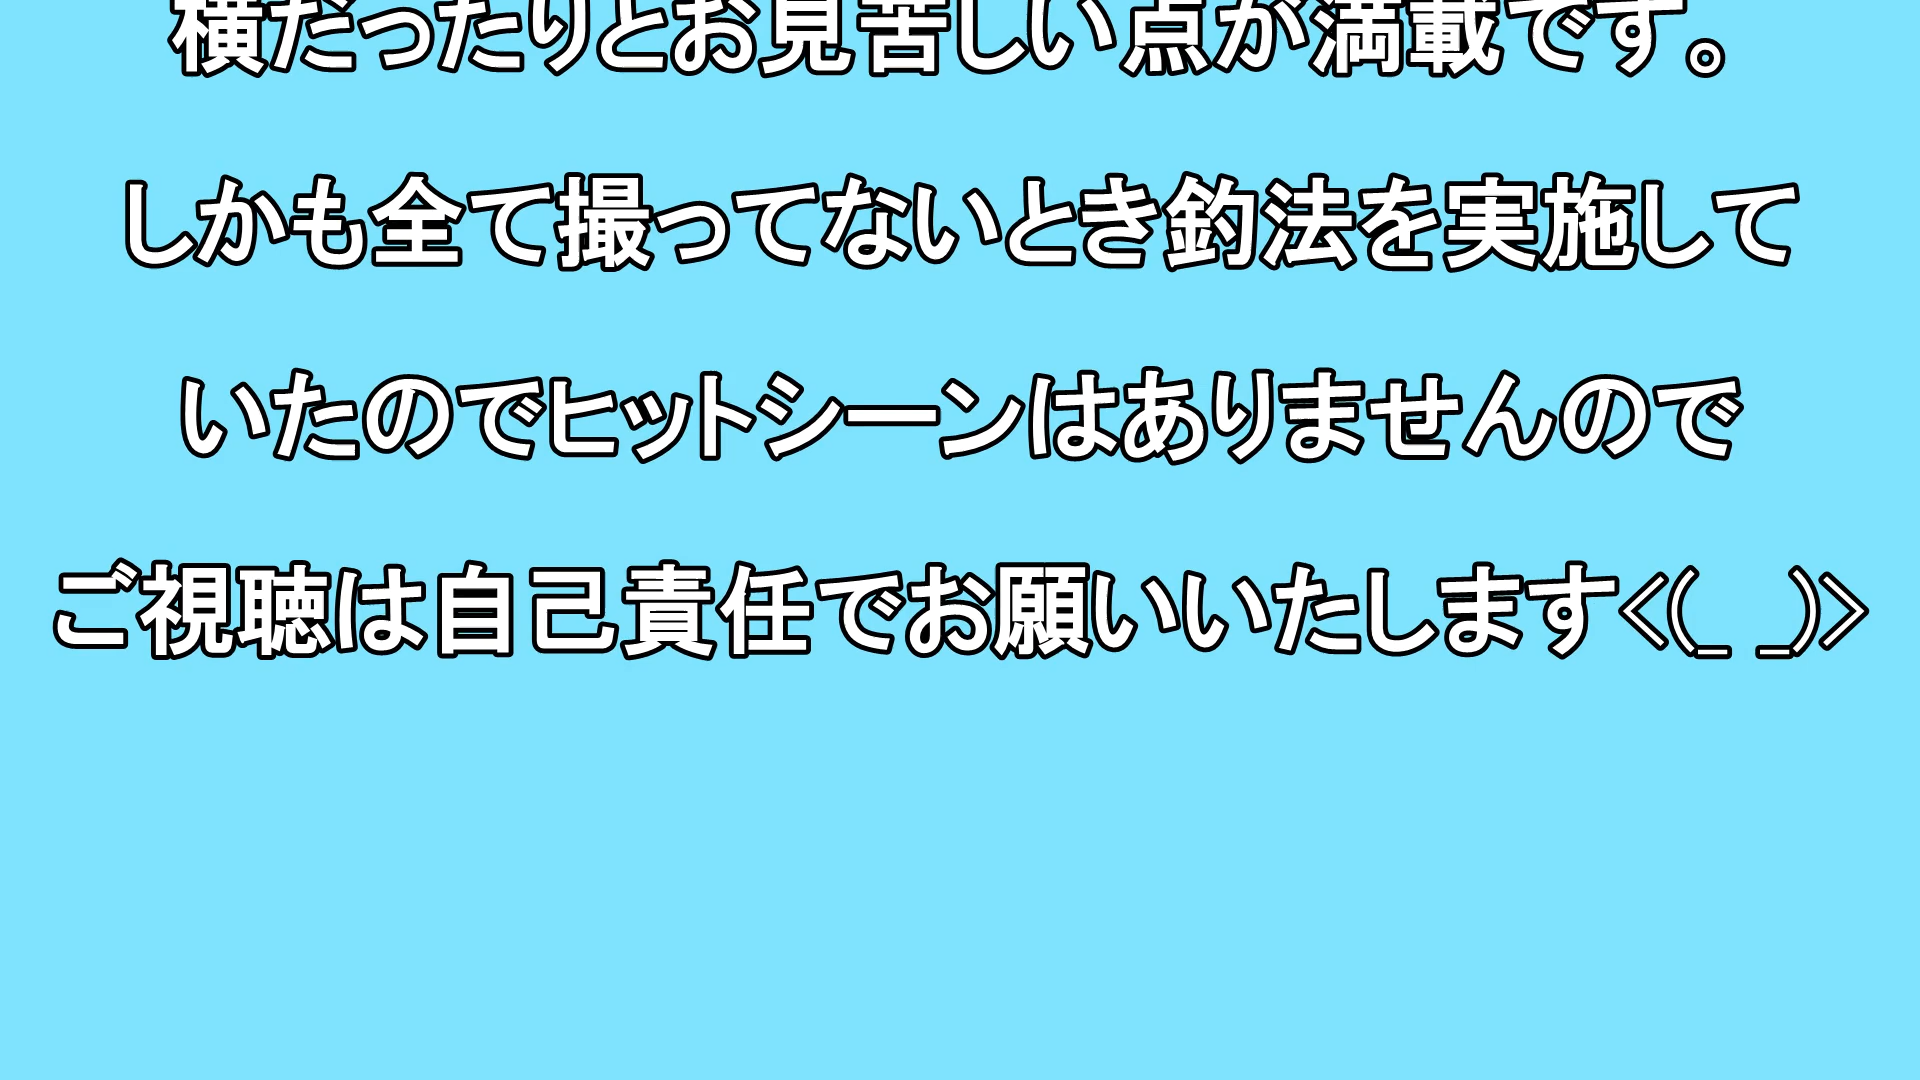 横だったりとお見苦しい点が満載です。
しかも全て撮ってないとき釣法を実施して
いたのでヒットシーンはありませんので
ご視聴は自己責任でお願いいたします<(_ _)>